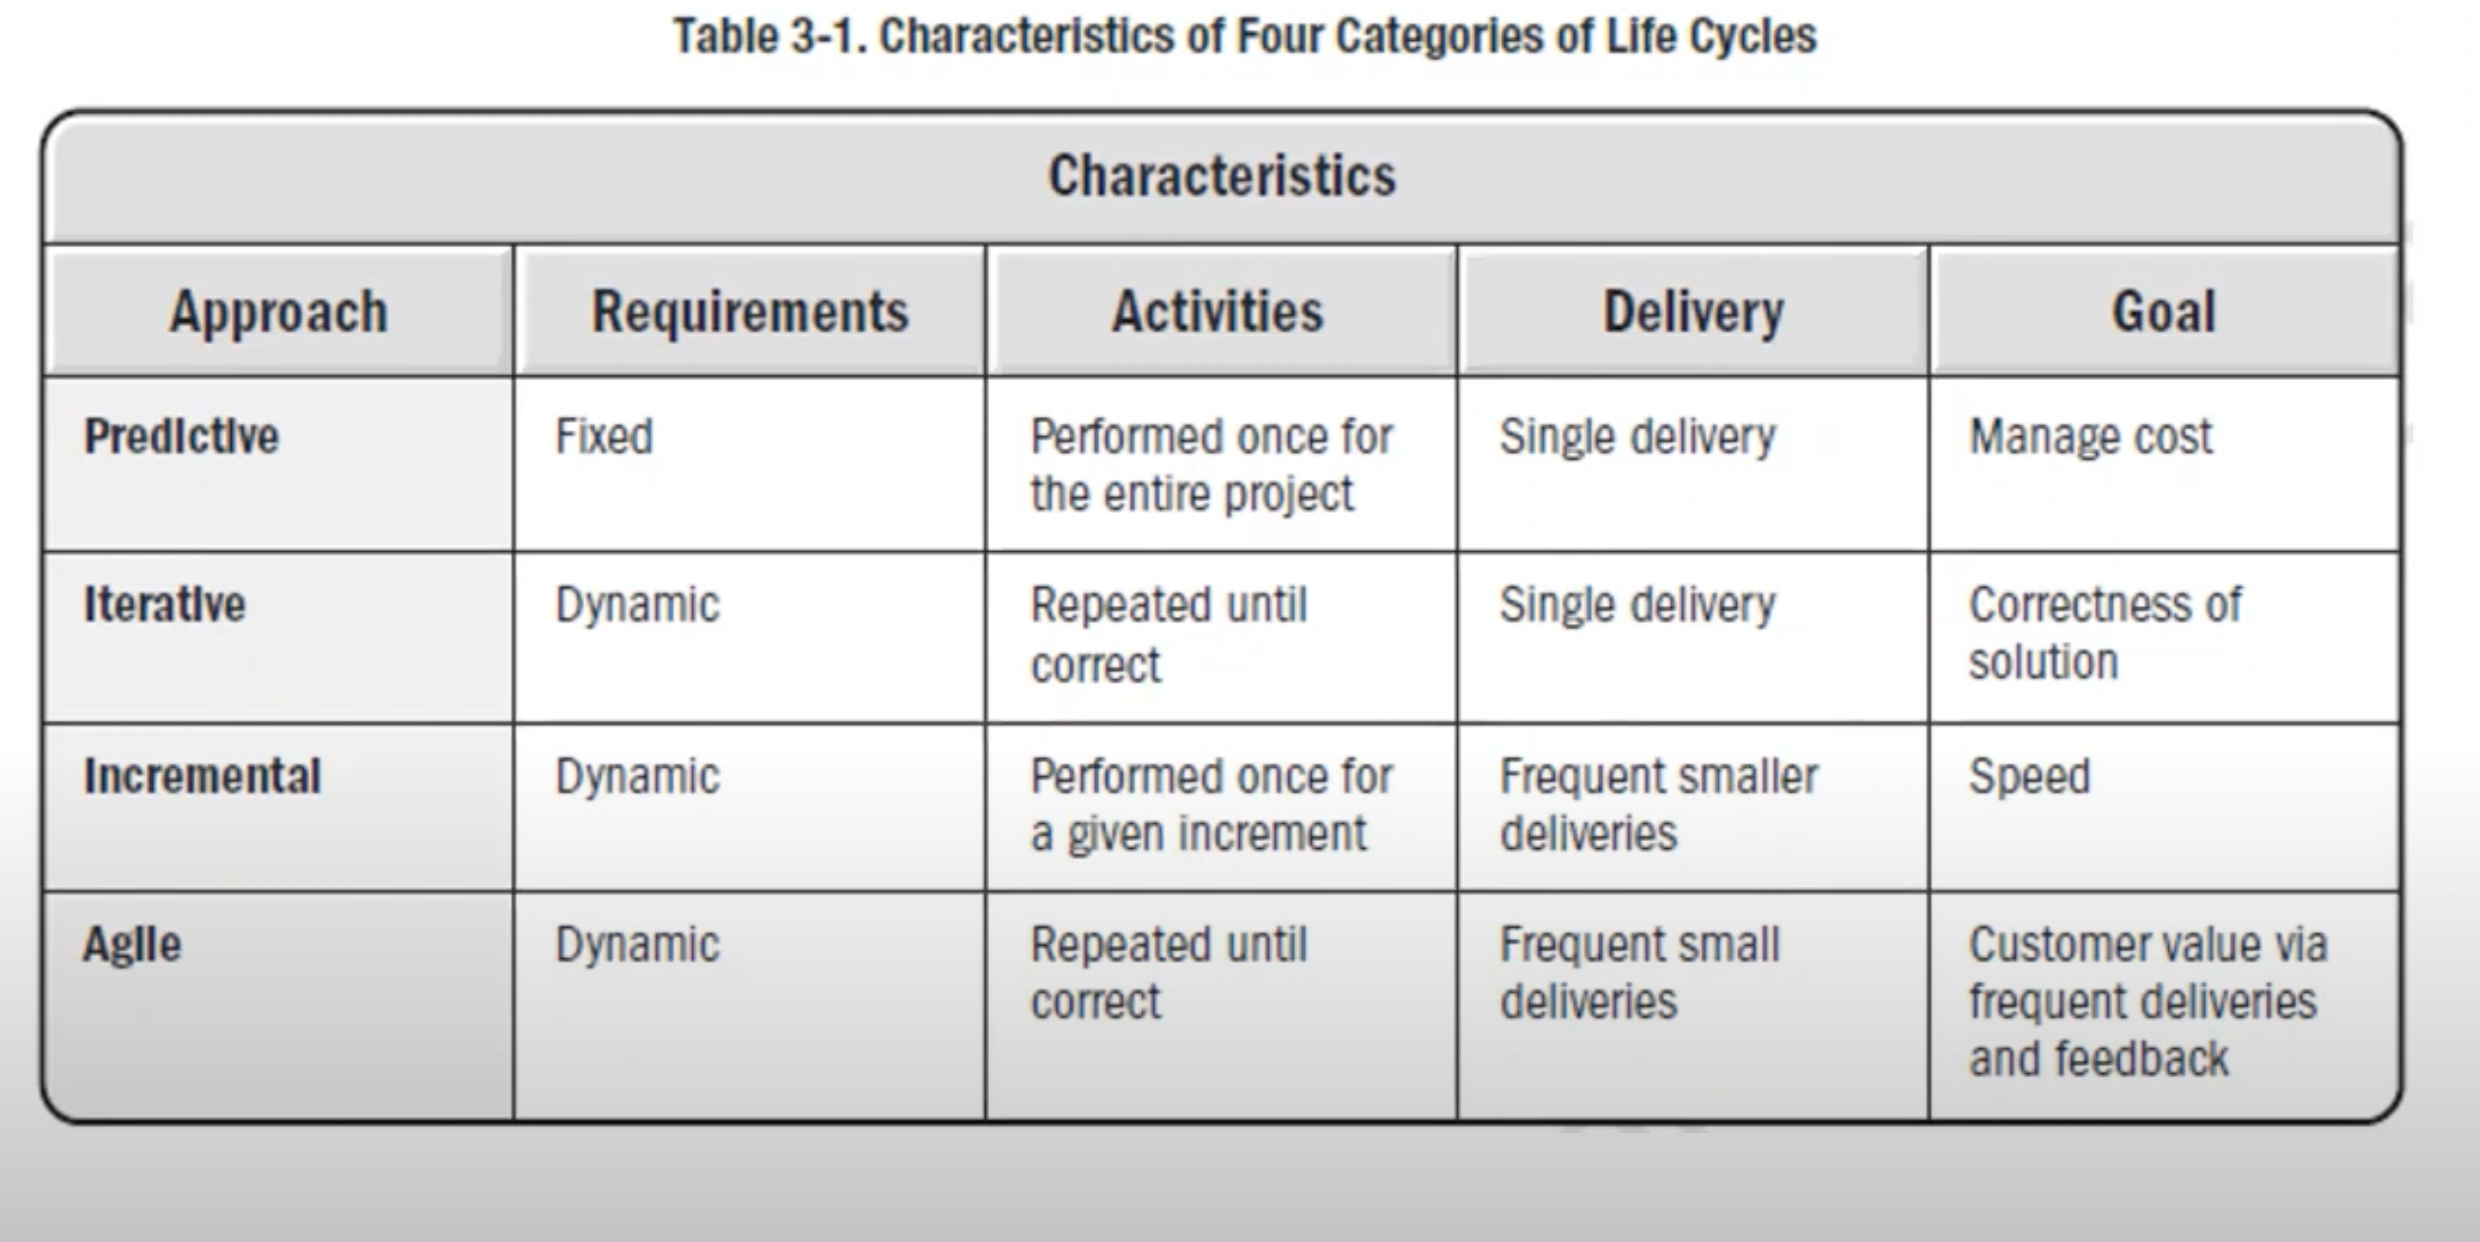 Table 3-1. Characteristics of Four Categories of Life Cycles
Characteristics
Approach
Requirements
Activities
Delivery
Goal
Predictive
Fixed
Performed once for
the entire project
Single delivery
Manage cost
Iterative
Dynamic
Repeated until
correct
Single delivery
Correctness of
solution
Incremental
Dynamic
Performed once for
a given increment
Frequent smaller
deliveries
Speed
Agile
Dynamic
Repeated until
correct
Frequent small
deliveries
Customer value via
frequent deliveries
and feedback